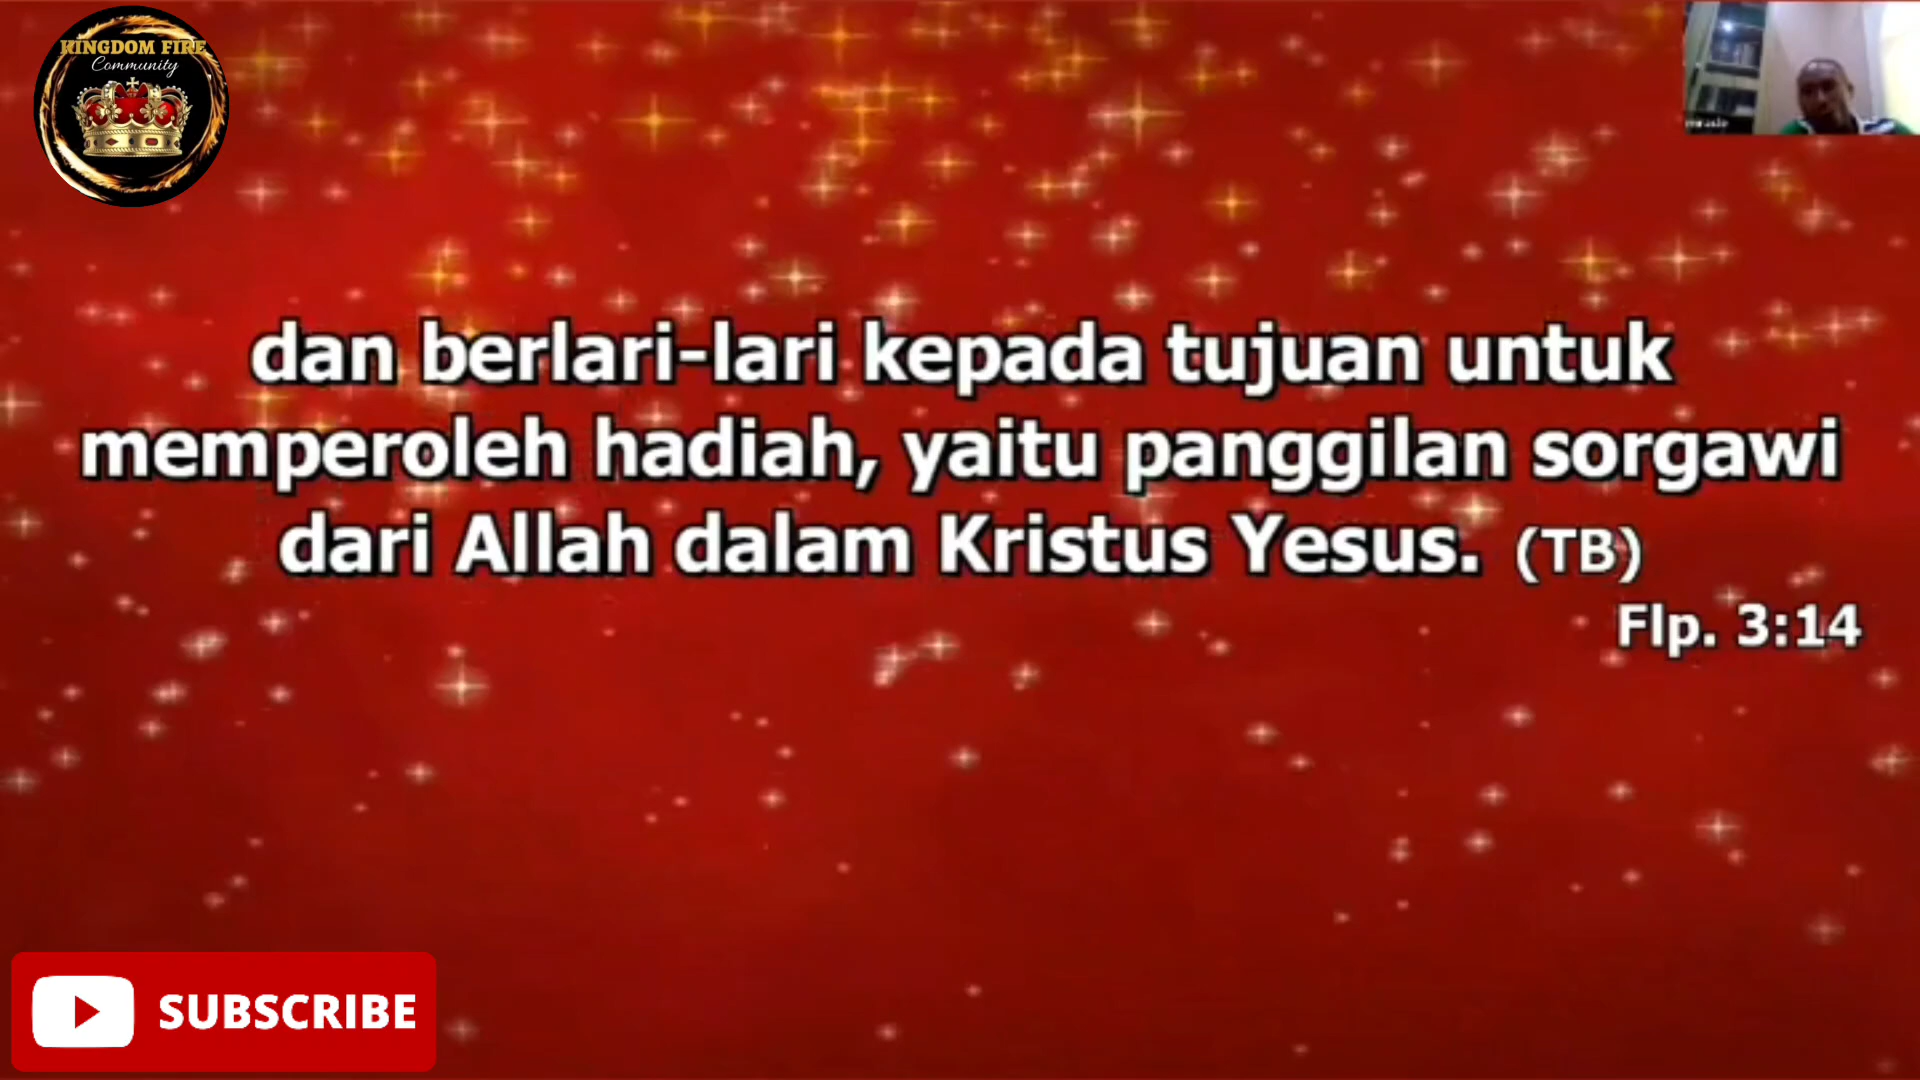 KINGDOM FIRE
Community
dan berlari-lari kepada tujuan untuk
memperoleh hadiah, yaitu panggilan sorgawi
dari Allah dalam Kristus Yesus. (TB)
Flp. 3:14
SUBSCRIBE